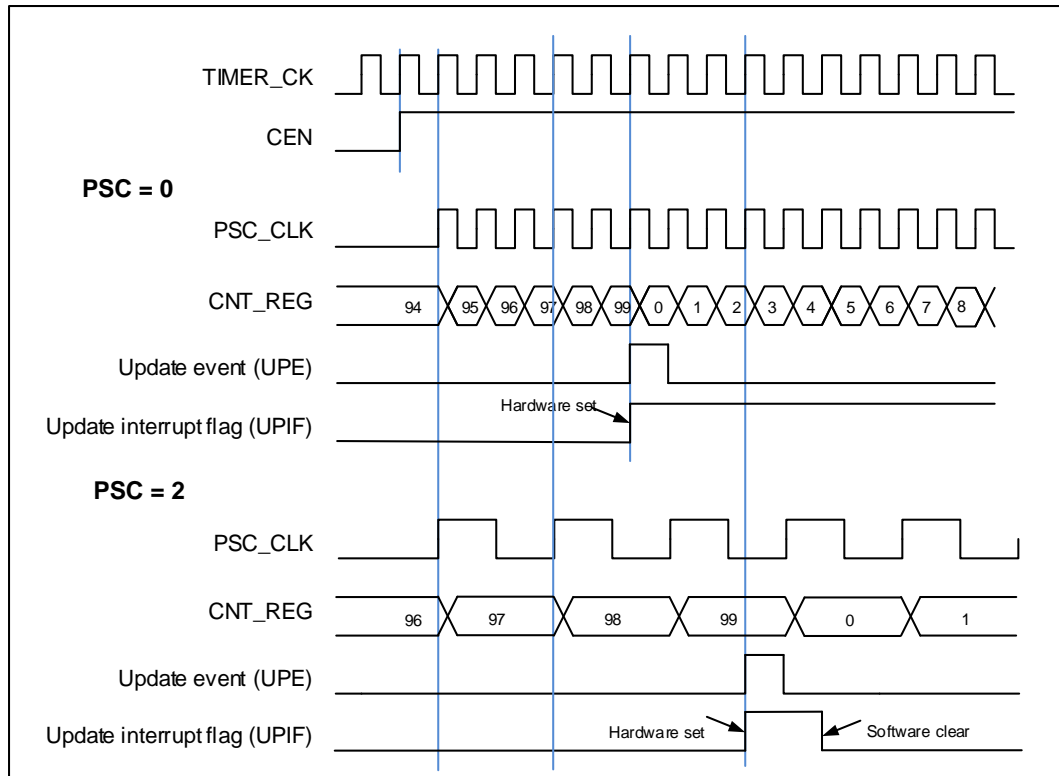 TIMER_CK
CEN
PSC = 0
PSC_CLK
CNT_REG 94 95 96 97 98 99 0 1 2 3 4 5 6 7 8
Update event (UPE)
Hardware set
Update interrupt flag (UPIF)
PSC = 2
PSC_CLK
CNT_REG 96 97 98 99 0 1
Update event (UPE)
Update interrupt flag (UPIF) Hardware set Software clear